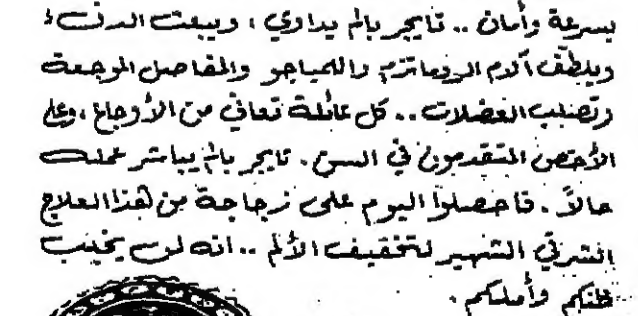 بسرعة وأمان .. تايجر بالم يداوي ، ويبعث الدفء
ويلطّف آلام الروماتزم واللمباجو والمفاصل الموجعة
وتصلب العضلات .. كل عائلة تعاني من الأوجاع ، وعلى
الأخص المتقدمون في السن . تايجر بالم يباشر عمله
حالاً . فاحصلوا اليوم على زجاجة من هذا العلاج
الشرقي الشهير لتخفيف الألم .. انه لن يخيب
ظنكم وأملكم .